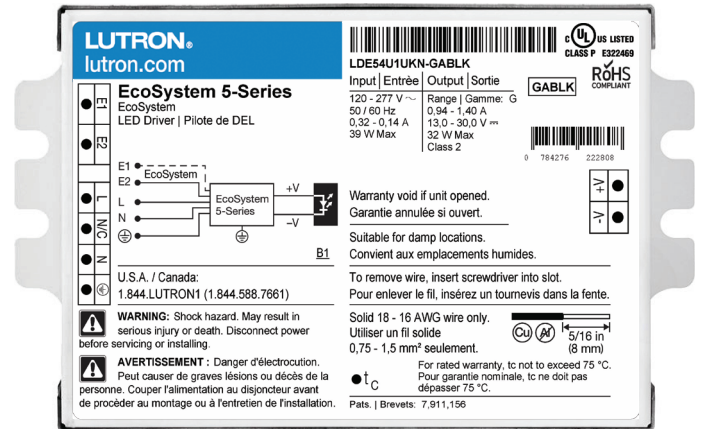 LUTRON®
lutron.com
EcoSystem 5-Series
EcoSystem
LED Driver | Pilote de DEL
E1
E2
L
N/C
N
E1
EcoSystem
E2
L
N
EcoSystem
5-Series
+V
–V
B1
U.S.A. / Canada:
1.844.LUTRON1 (1.844.588.7661)
WARNING: Shock hazard. May result in
serious injury or death. Disconnect power
before servicing or installing.
AVERTISSEMENT : Danger d'électrocution.
Peut causer de graves lésions ou décès de la
personne. Couper l'alimentation au disjoncteur avant
de procèder au montage ou à l'entretien de l'installation.
LDE54U1UKN-GABLK
Input | Entrèe
120 - 277 V ~
50 / 60 Hz
0,32 - 0,14 A
39 W Max
Output | Sortie
Range | Gamme: G
0,94 - 1,40 A
13,0 - 30,0 V ⎓
32 W Max
Class 2
C UL US LISTED
CLASS P E322469
GABLK
RoHS
COMPLIANT
0 784276 222808
+V
-V
Warranty void if unit opened.
Garantie annulée si ouvert.
Suitable for damp locations.
Convient aux emplacements humides.
To remove wire, insert screwdriver into slot.
Pour enlever le fil, insérez un tournevis dans la fente.
Solid 18 - 16 AWG wire only.
Utiliser un fil solide
0,75 - 1,5 mm² seulement.
Cu Al
5/16 in
(8 mm)
tc
For rated warranty, tc not to exceed 75 °C.
Pour garantie nominale, tc ne doit pas
dépasser 75 °C.
Pats. | Brevets: 7,911,156